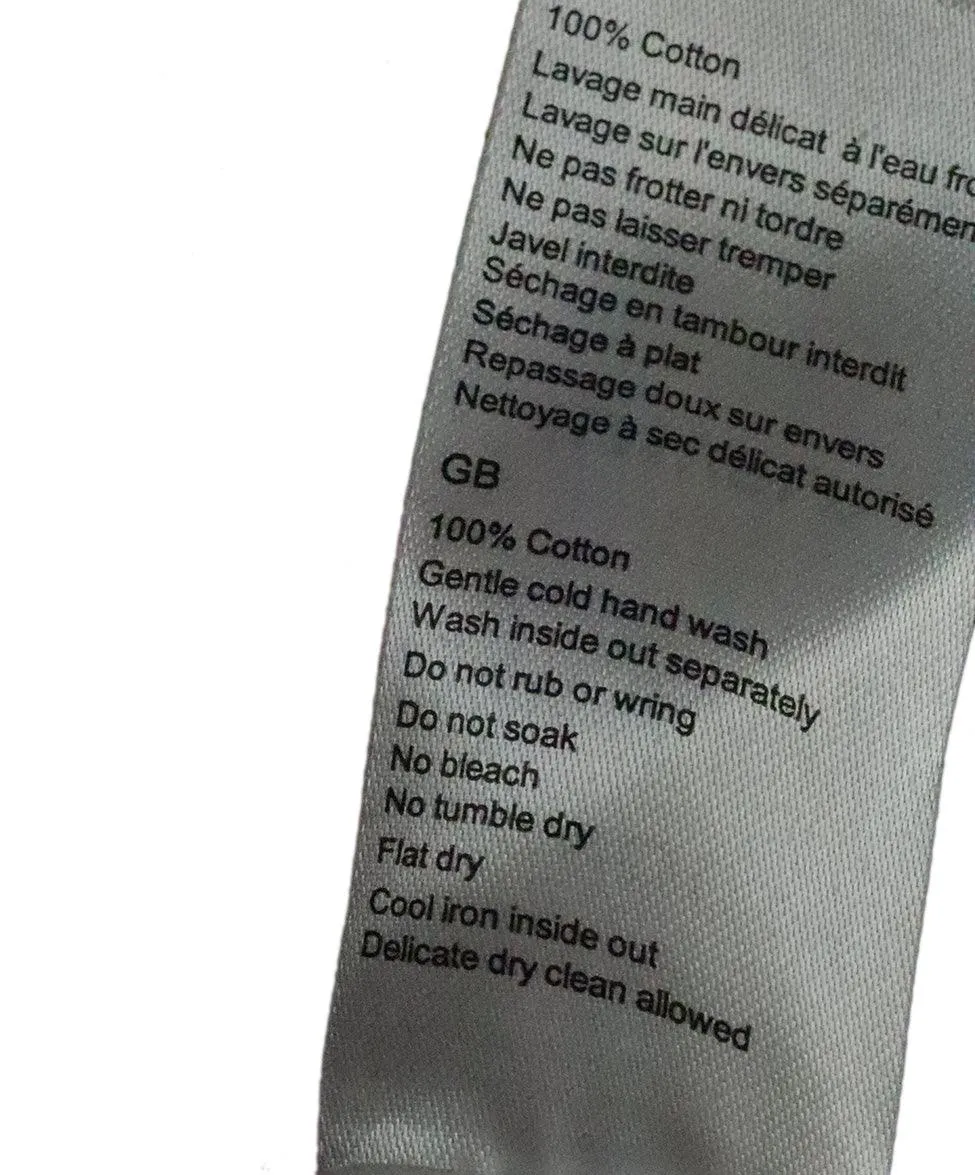 100% Cotton
Lavage main délicat à l'eau
Lavage sur l'envers
Ne pas frotter ni tordre
Ne pas laisser tremper
Javel interdite
Séchage en tambour interdit
Séchage à plat
Repassage doux sur envers
Nettoyage à sec délicat autorisé
GB
100% Cotton
Gentle cold hand wash
Wash inside out separately
Do not rub or wring
Do not soak
No bleach
No tumble dry
Flat dry
Cool iron inside out
Delicate dry clean allowed